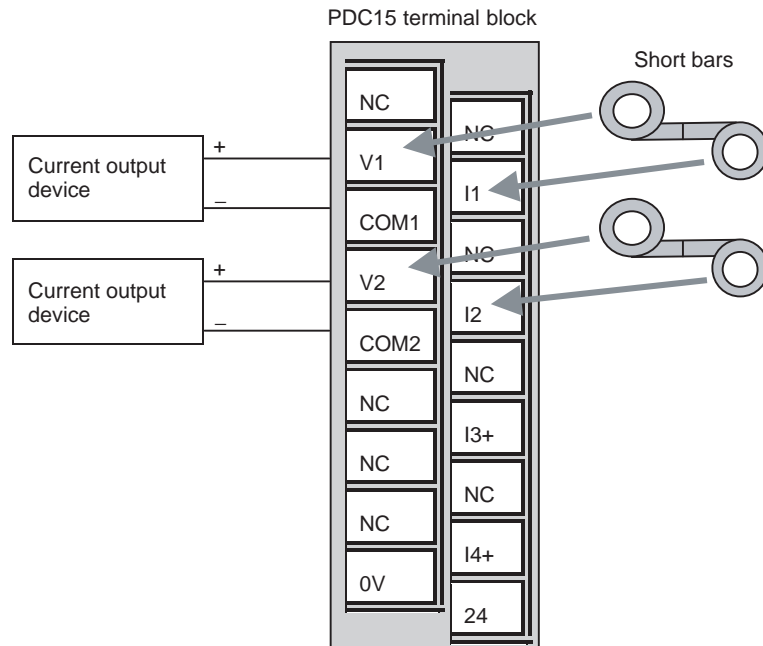 PDC15 terminal block
Short bars
Current output
device
+
–
Current output
device
+
–
NC
V1
COM1
V2
COM2
NC
NC
NC
0V
NC
I1
NC
I2
NC
I3+
NC
I4+
24